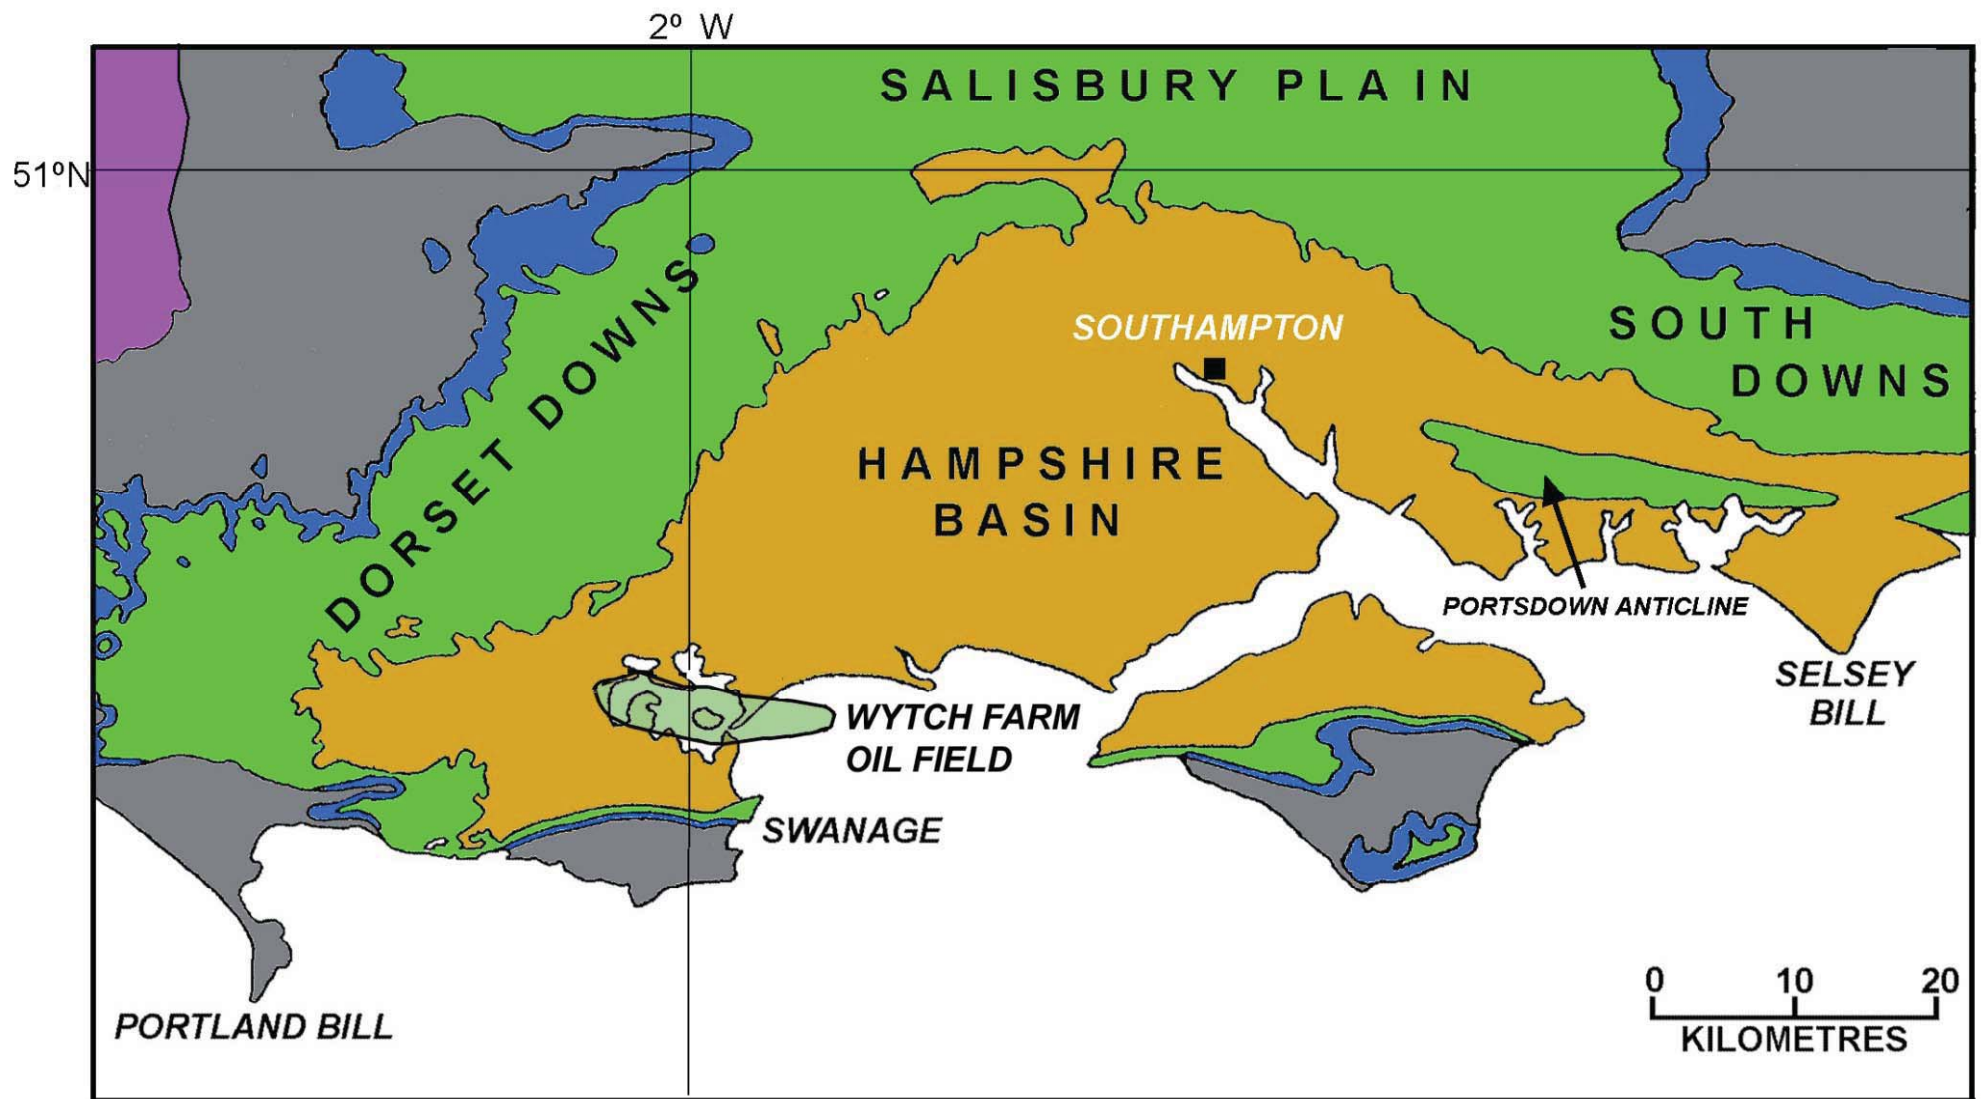 2º W
51ºN
SALISBURY PLAIN
DORSET DOWNS
SOUTHAMPTON
SOUTH
DOWNS
HAMPSHIRE
BASIN
PORTSDOWN ANTICLINE
SELSEY
BILL
WYTCH FARM
OIL FIELD
SWANAGE
PORTLAND BILL
0 10 20
KILOMETRES